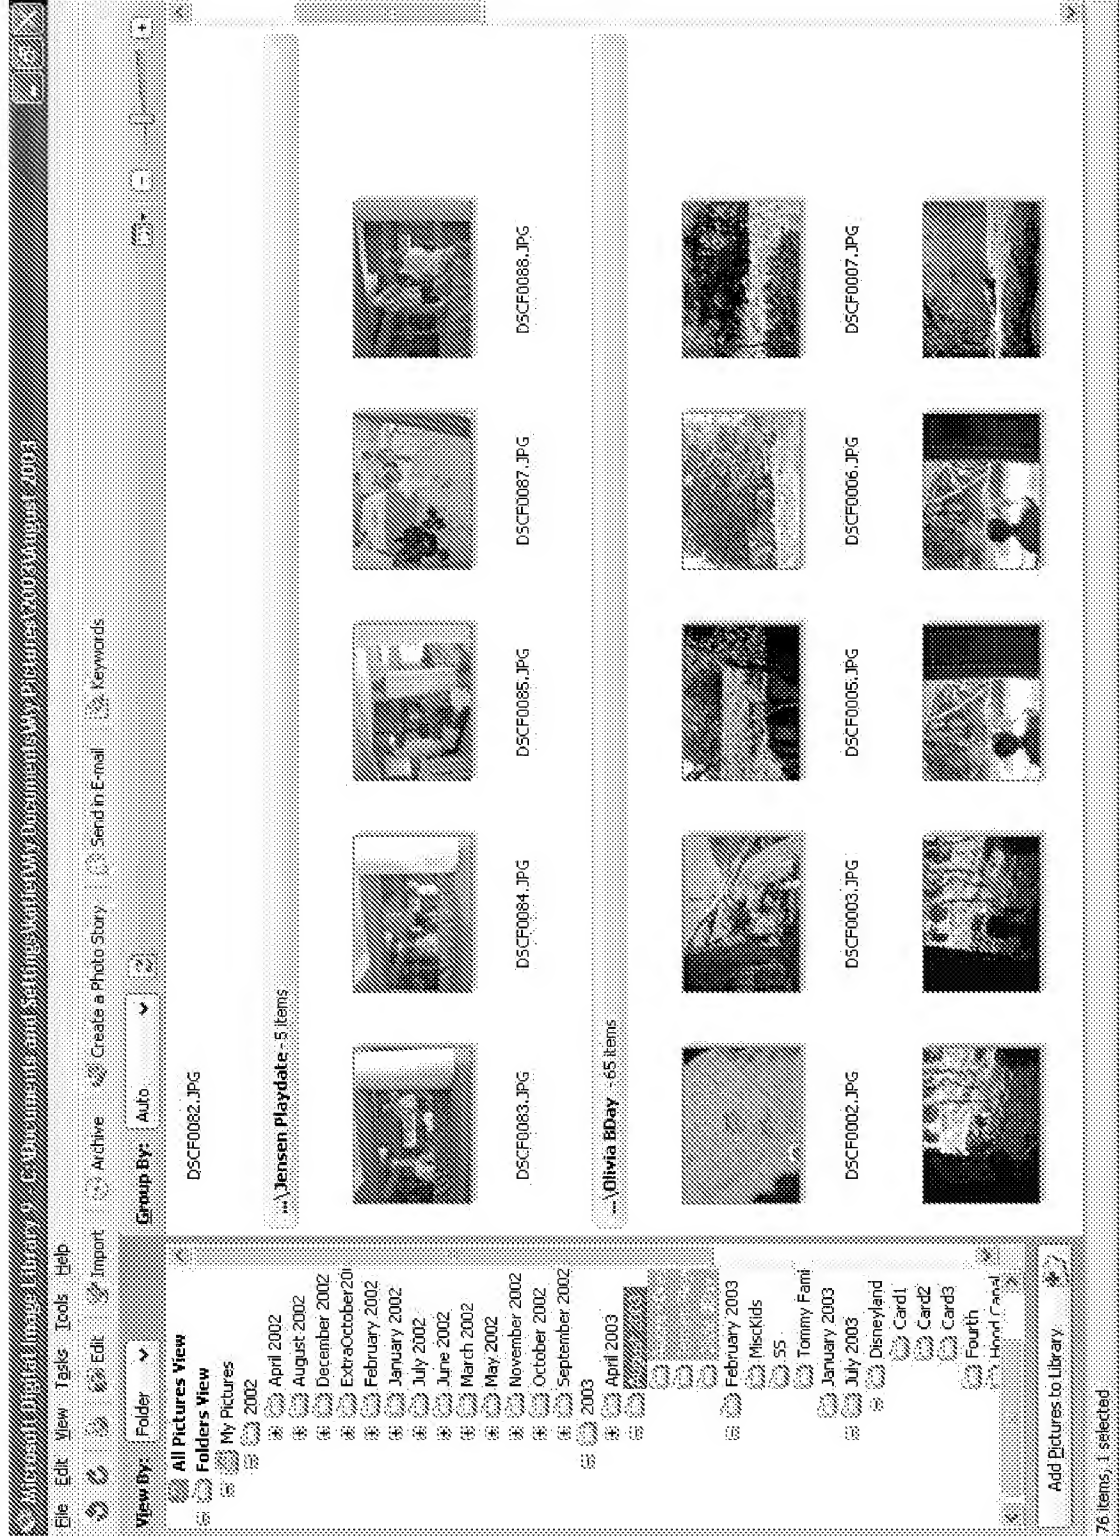 Microsoft Digital Image Library 9 - C:\Documents and Settings\katier\My Documents\My Pictures\2003\August 2003
File Edit View Tasks Tools Help
Edit Import Archive Create a Photo Story Send in E-mail Keywords
View By: Folder Group By: Auto
All Pictures View
Folders View
My Pictures
2002
April 2002
August 2002
December 2002
ExtraOctober20
February 2002
January 2002
July 2002
June 2002
March 2002
May 2002
November 2002
October 2002
September 2002
2003
April 2003
February 2003
MiscKids
SS
Tommy Fami
January 2003
July 2003
Disneyland
Card1
Card2
Card3
Fourth
Hood Canal
Add Pictures to Library
DSCF0082.JPG
...\Jensen Playdate - 5 items
DSCF0083.JPG DSCF0084.JPG DSCF0085.JPG DSCF0087.JPG DSCF0088.JPG
...\Olivia BDay - 65 items
DSCF0002.JPG DSCF0003.JPG DSCF0005.JPG DSCF0006.JPG DSCF0007.JPG
76 items, 1 selected